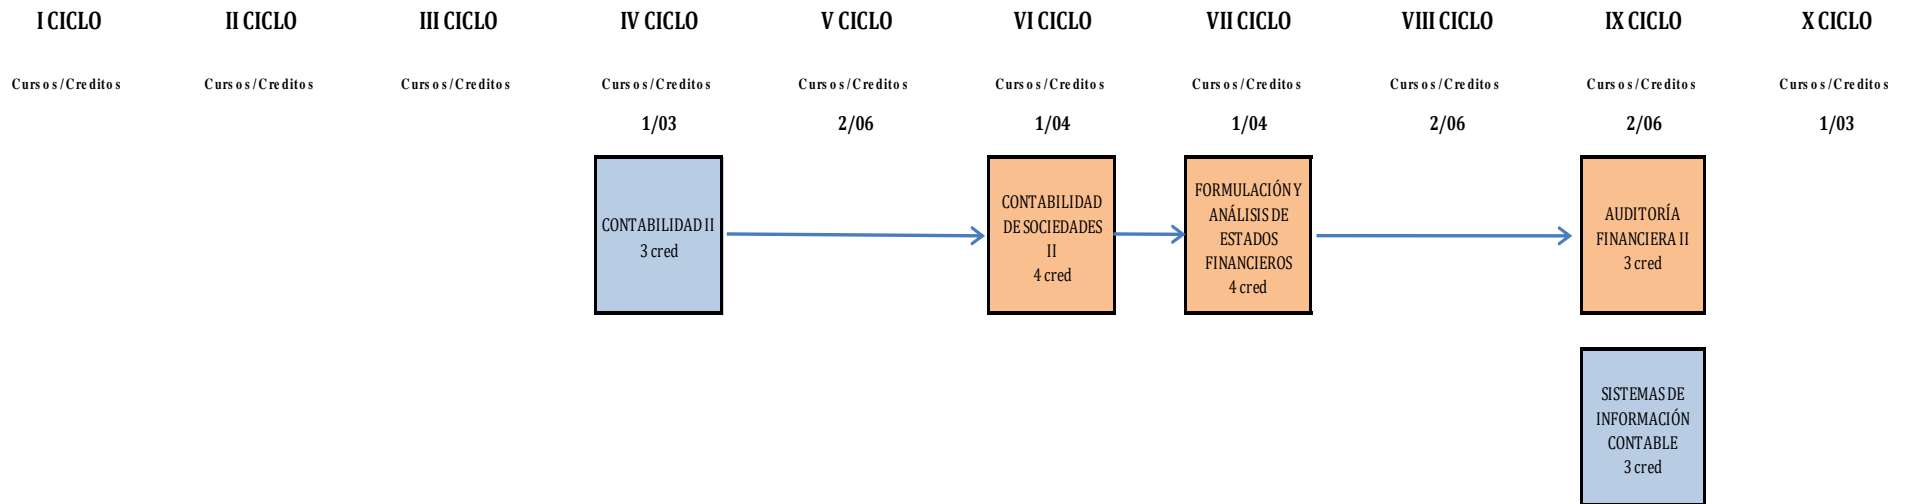 I CICLO
II CICLO
III CICLO
IV CICLO
V CICLO
VI CICLO
VII CICLO
VIII CICLO
IX CICLO
X CICLO
Cursos/Creditos
Cursos/Creditos
Cursos/Creditos
Cursos/Creditos
Cursos/Creditos
Cursos/Creditos
Cursos/Creditos
Cursos/Creditos
Cursos/Creditos
Cursos/Creditos
1/03
2/06
1/04
1/04
2/06
2/06
1/03
CONTABILIDAD II
3 cred
CONTABILIDAD
DE SOCIEDADES
II
4 cred
FORMULACIÓN Y
ANÁLISIS DE
ESTADOS
FINANCIEROS
4 cred
AUDITORÍA
FINANCIERA II
3 cred
SISTEMAS DE
INFORMACIÓN
CONTABLE
3 cred